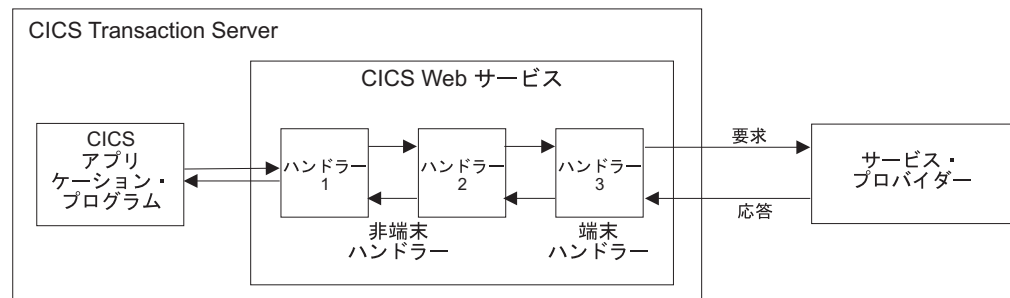 CICS Transaction Server
CICS Web サービス
CICS
アプリ
ケーション・
プログラム
ハンドラー
1
ハンドラー
2
ハンドラー
3
要求
応答
サービス・
プロバイダー
非端末
ハンドラー
端末
ハンドラー